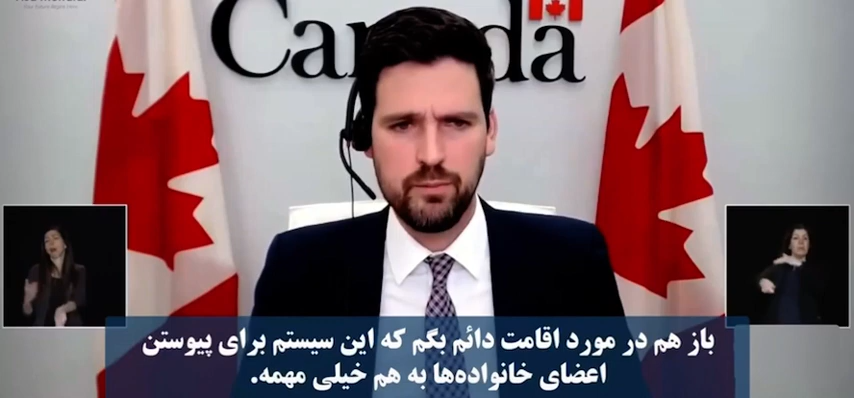 Canada
باز هم در مورد اقامت دائم بگم که این سیستم برای پیوستن
اعضای خانواده‌ها به هم خیلی مهمه.